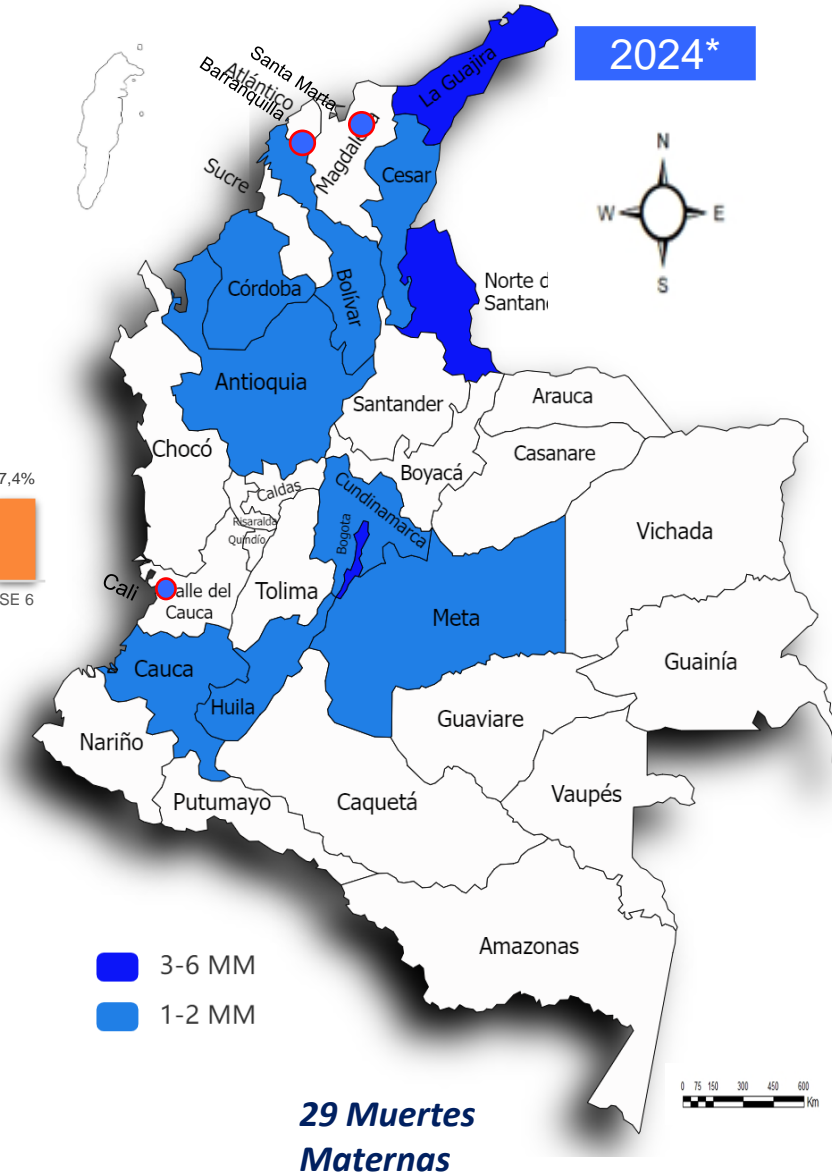 2024*
Santa Marta
Atlántico
Barranquilla
La Guajira
Magdalena
Cesar
Sucre
N
W
E
S
Norte d
Santan
Córdoba
Bolívar
Antioquia
Santander
Arauca
Chocó
Boyacá
Casanare
7,4%
Caldas
Cundinamarca
Risaralda
Bogota
Quindío
Vichada
SE 6
Cali
alle del
Cauca
Tolima
Meta
Cauca
Guainía
Huila
Guaviare
Nariño
Putumayo
Caquetá
Vaupés
Amazonas
3-6 MM
1-2 MM
0 75 150 300 450 600
Km
29 Muertes
Maternas